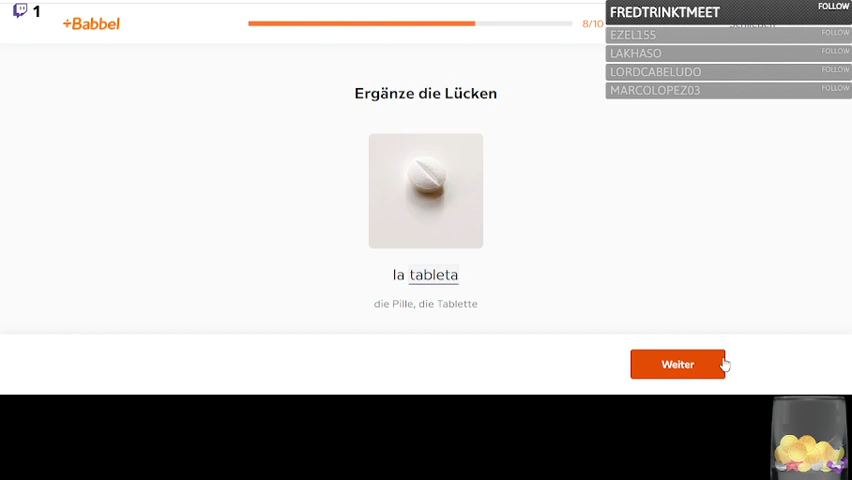 1
+Babbel
8/10
FREDTRINKTMEET FOLLOW
EZEL155 FOLLOW
LAKHASO FOLLOW
LORDCABELUDO FOLLOW
MARCOLOPEZ03 FOLLOW
Ergänze die Lücken
la tableta
die Pille, die Tablette
Weiter